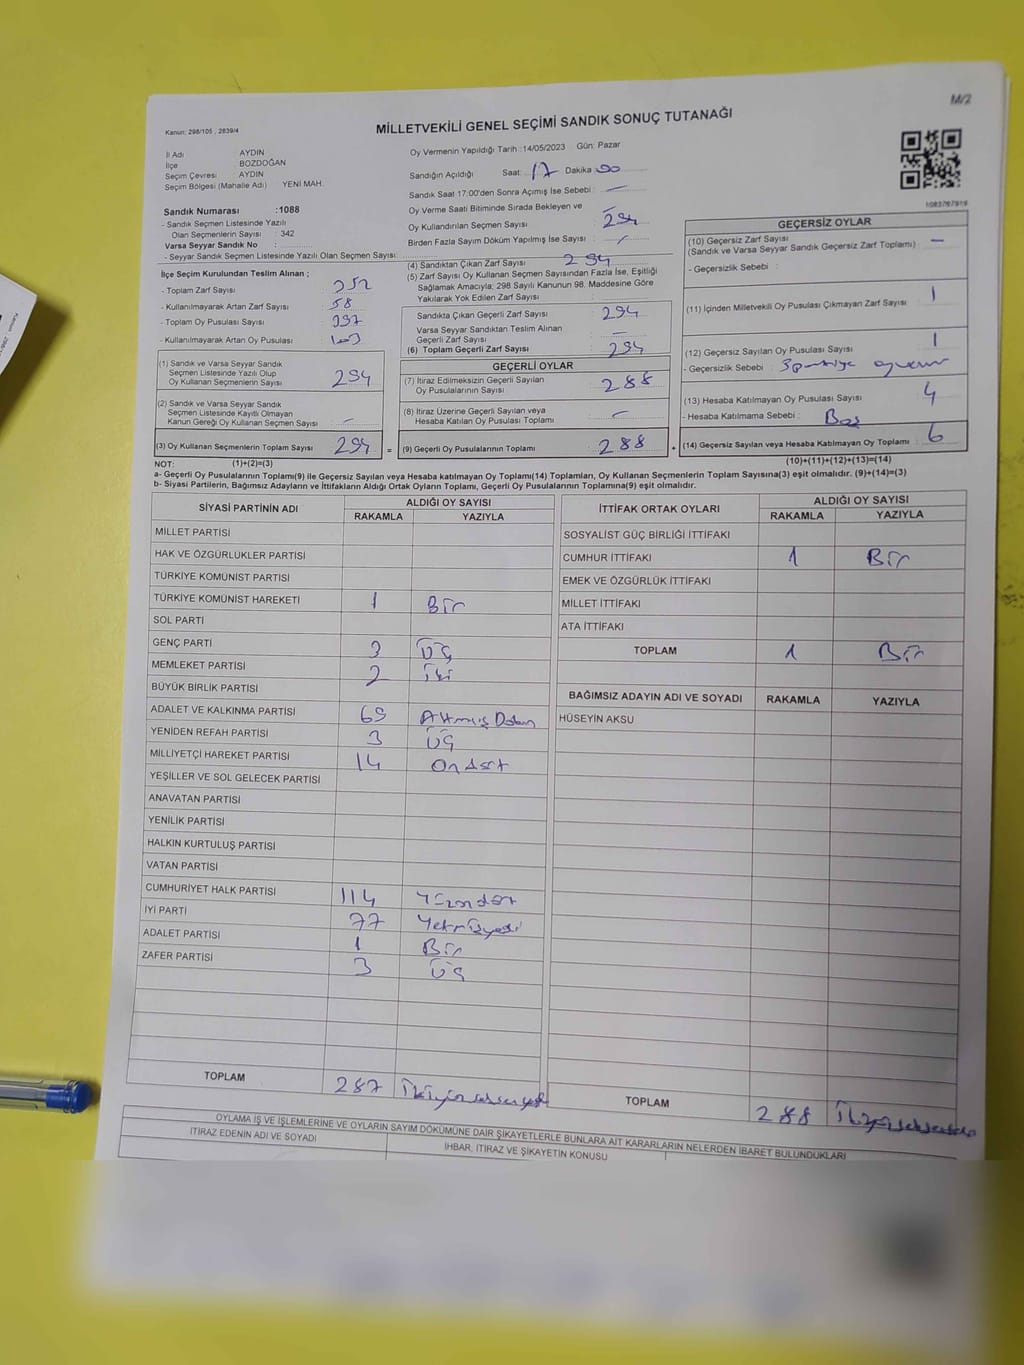 M/2
Kanun: 298/105 , 2839/4
MİLLETVEKİLİ GENEL SEÇİMİ SANDIK SONUÇ TUTANAĞI
İl Adı AYDIN
İlçe BOZDOĞAN
Seçim Çevresi AYDIN
Seçim Bölgesi (Mahalle Adı) YENİ MAH.
Sandık Numarası :1088
- Sandık Seçmen Listesinde Yazılı
Olan Seçmenlerin Sayısı : 342
Varsa Seyyar Sandık No :
- Seyyar Sandık Seçmen Listesinde Yazılı Olan Seçmen Sayısı:
İlçe Seçim Kurulundan Teslim Alınan ;
- Toplam Zarf Sayısı : 352
- Kullanılmayarak Artan Zarf Sayısı : 58
- Toplam Oy Pusulası Sayısı : 397
- Kullanılmayarak Artan Oy Pusulası : 103
(1) Sandık ve Varsa Seyyar Sandık
Seçmen Listesinde Yazılı Olup
Oy Kullanan Seçmenlerin Sayısı : 294
(2) Sandık ve Varsa Seyyar Sandık
Seçmen Listesinde Kayıtlı Olmayan
Kanun Gereği Oy Kullanan Seçmen Sayısı : —
(3) Oy Kullanan Seçmenlerin Toplam Sayısı : 294
Oy Vermenin Yapıldığı Tarih :14/05/2023 Gün: Pazar
Sandığın Açıldığı Saat: 17 Dakika
Sandık Saat 17:00'den Sonra Açımış İse Sebebi : —
Oy Verme Saati Bitiminde Sırada Bekleyen ve
Oy Kullandırılan Seçmen Sayısı : 294
Birden Fazla Sayım Döküm Yapılmış İse Sayısı : —
(4) Sandıktan Çıkan Zarf Sayısı : 294
(5) Zarf Sayısı Oy Kullanan Seçmen Sayısından Fazla İse, Eşitliği
Sağlamak Amacıyla, 298 Sayılı Kanunun 98. Maddesine Göre
Yakılarak Yok Edilen Zarf Sayısı :
Sandıkta Çıkan Geçerli Zarf Sayısı : 294
Varsa Seyyar Sandıktan Teslim Alınan
Geçerli Zarf Sayısı : —
(6) Toplam Geçerli Zarf Sayısı : 294
GEÇERLİ OYLAR
(7) İtiraz Edilmeksizin Geçerli Sayılan
Oy Pusulalarının Sayısı : 288
(8) İtiraz Üzerine Geçerli Sayılan veya
Hesaba Katılan Oy Pusulası Toplamı : —
= (9) Geçerli Oy Pusulalarının Toplamı : 288
1083767919
GEÇERSİZ OYLAR
(10) Geçersiz Zarf Sayısı
(Sandık ve Varsa Seyyar Sandık Geçersiz Zarf Toplamı) : —
- Geçersizlik Sebebi :
(11) İçinden Milletvekili Oy Pusulası Çıkmayan Zarf Sayısı : 1
(12) Geçersiz Sayılan Oy Pusulası Sayısı : 1
- Geçersizlik Sebebi :
(13) Hesaba Katılmayan Oy Pusulası Sayısı : 4
- Hesaba Katılmama Sebebi : Boş
+ (14) Geçersiz Sayılan veya Hesaba Katılmayan Oy Toplamı : 6
NOT: (1)+(2)=(3) (10)+(11)+(12)+(13)=(14)
a- Geçerli Oy Pusulalarının Toplamı(9) ile Geçersiz Sayılan veya Hesaba katılmayan Oy Toplamı(14) Toplamları, Oy Kullanan Seçmenlerin Toplam Sayısına(3) eşit olmalıdır. (9)+(14)=(3)
b- Siyasi Partilerin, Bağımsız Adayların ve İttifakların Aldığı Ortak Oyların Toplamı, Geçerli Oy Pusulalarının Toplamına(9) eşit olmalıdır.
SİYASİ PARTİNİN ADI ALDIĞI OY SAYISI
RAKAMLA YAZIYLA
MİLLET PARTİSİ
HAK VE ÖZGÜRLÜKLER PARTİSİ
TÜRKİYE KOMÜNİST PARTİSİ
TÜRKİYE KOMÜNİST HAREKETİ 1 Bir
SOL PARTİ
GENÇ PARTİ 3 Üç
MEMLEKET PARTİSİ 2 İki
BÜYÜK BİRLİK PARTİSİ
ADALET VE KALKINMA PARTİSİ 69 Altmış Dokuz
YENİDEN REFAH PARTİSİ 3 Üç
MİLLİYETÇİ HAREKET PARTİSİ 14 Ondört
YEŞİLLER VE SOL GELECEK PARTİSİ
ANAVATAN PARTİSİ
YENİLİK PARTİSİ
HALKIN KURTULUŞ PARTİSİ
VATAN PARTİSİ
CUMHURİYET HALK PARTİSİ 114 Yüzondört
İYİ PARTİ 77 Yetmişyedi
ADALET PARTİSİ 1 Bir
ZAFER PARTİSİ 3 Üç
TOPLAM 287 İkiyüzseksenyedi
İTTİFAK ORTAK OYLARI ALDIĞI OY SAYISI
RAKAMLA YAZIYLA
SOSYALİST GÜÇ BİRLİĞİ İTTİFAKI
CUMHUR İTTİFAKI 1 Bir
EMEK VE ÖZGÜRLÜK İTTİFAKI
MİLLET İTTİFAKI
ATA İTTİFAKI
TOPLAM 1 Bir
BAĞIMSIZ ADAYIN ADI VE SOYADI RAKAMLA YAZIYLA
HÜSEYİN AKSU
TOPLAM 288 İkiyüzseksensekiz
OYLAMA İŞ VE İŞLEMLERİNE VE OYLARIN SAYIM DÖKÜMÜNE DAİR ŞİKAYETLERLE BUNLARA AİT KARARLARIN NELERDEN İBARET BULUNDUKLARI
İTİRAZ EDENİN ADI VE SOYADI İHBAR, İTİRAZ VE ŞİKAYETİN KONUSU